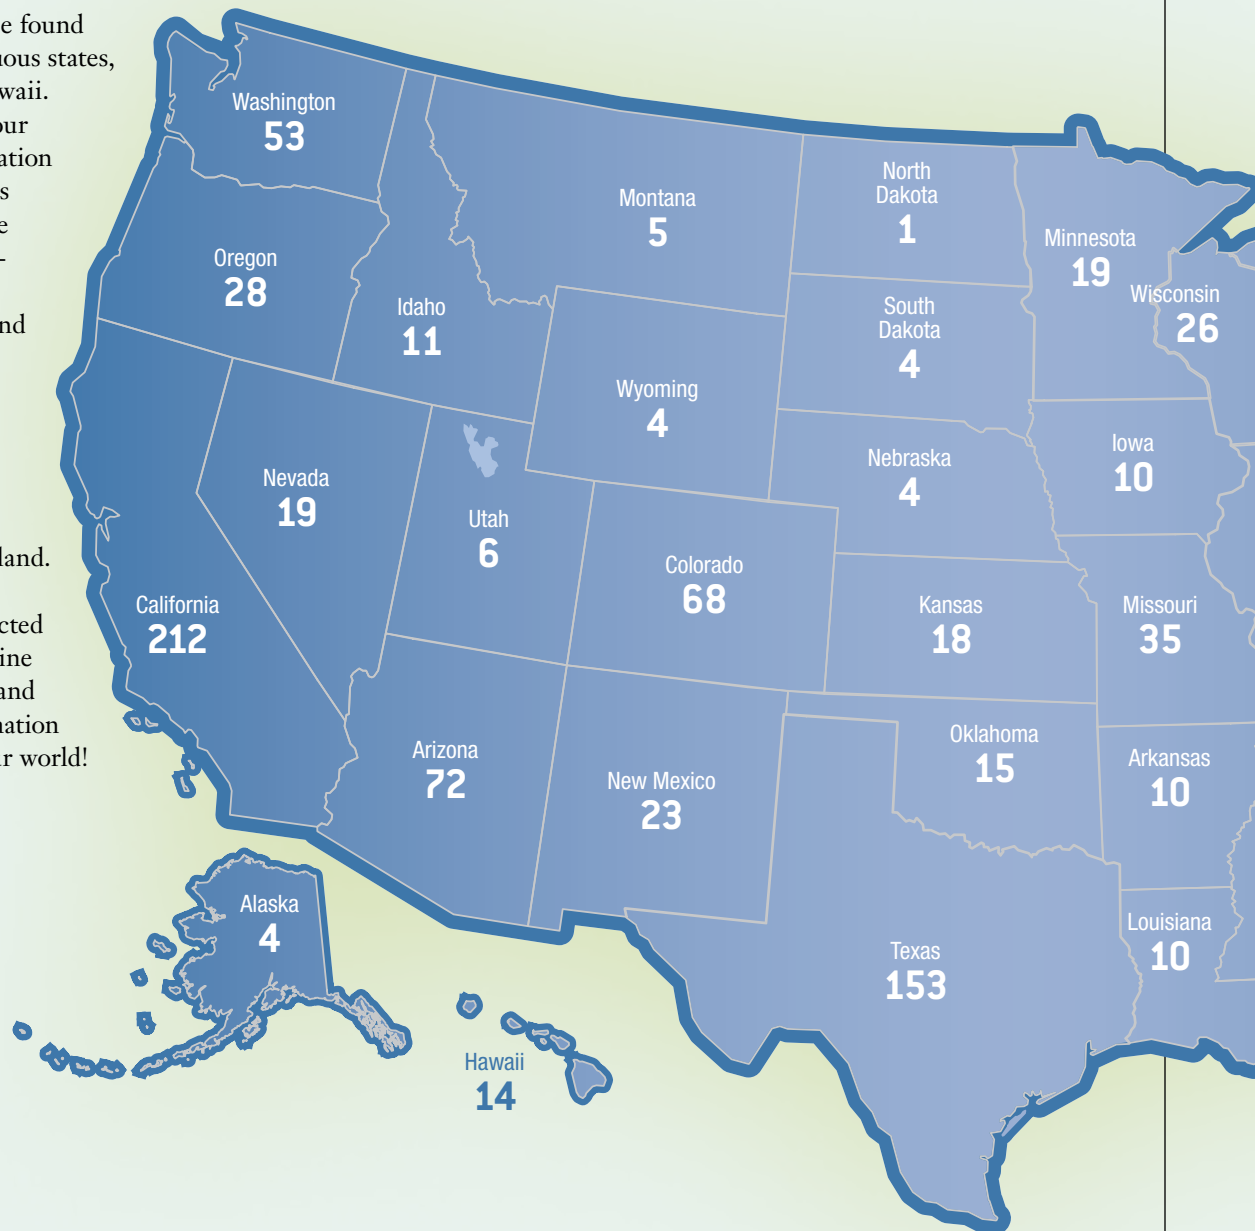 e found
uous states,
waii.
our
ation
s
e
-
nd
land.
cted
ine
and
nation
ur world!
Washington
53
Oregon
28
Idaho
11
Montana
5
North
Dakota
1
Minnesota
19
Wisconsin
26
South
Dakota
4
Wyoming
4
Nebraska
4
Iowa
10
Nevada
19
Utah
6
Colorado
68
California
212
Kansas
18
Missouri
35
Arizona
72
New Mexico
23
Oklahoma
15
Arkansas
10
Alaska
4
Texas
153
Louisiana
10
Hawaii
14